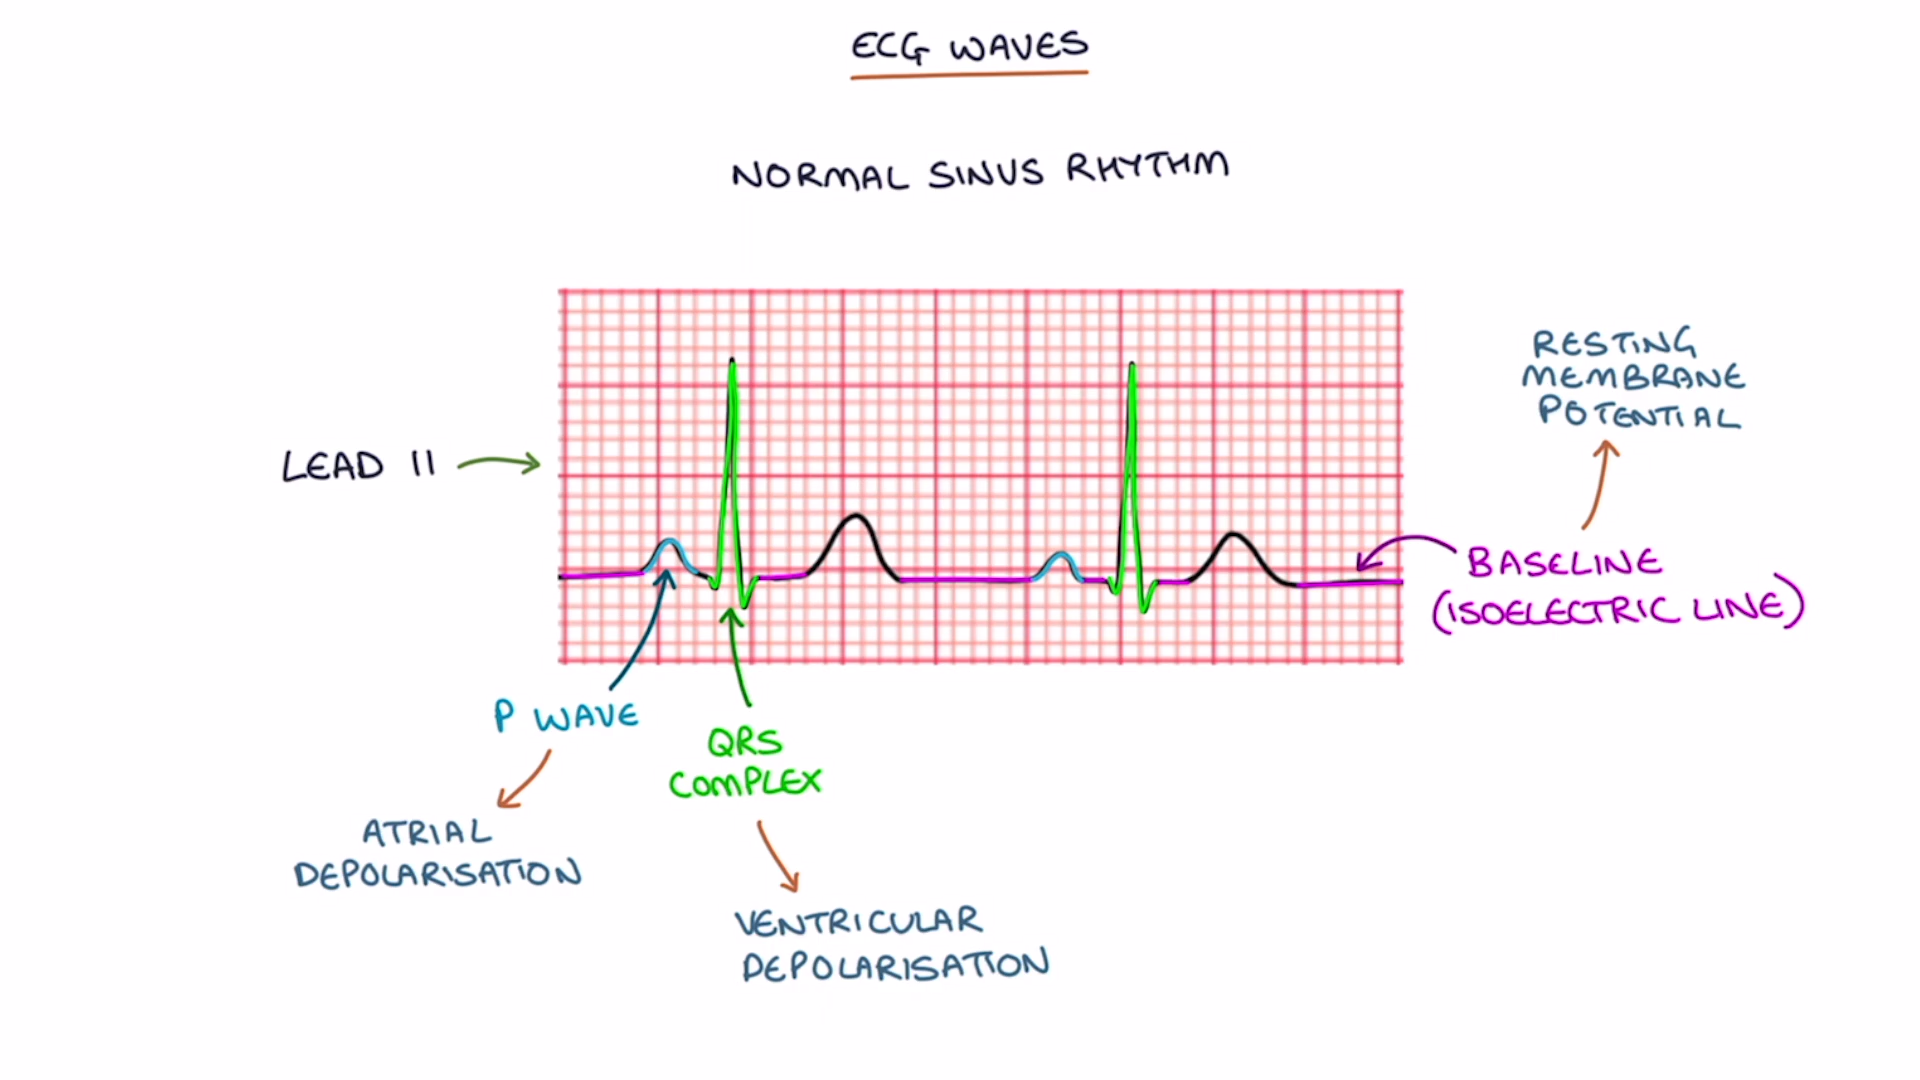 ECG WAVES
NORMAL SINUS RHYTHM
LEAD II
RESTING
MEMBRANE
POTENTIAL
BASELINE
(ISOELECTRIC LINE)
P WAVE
QRS
COMPLEX
ATRIAL
DEPOLARISATION
VENTRICULAR
DEPOLARISATION